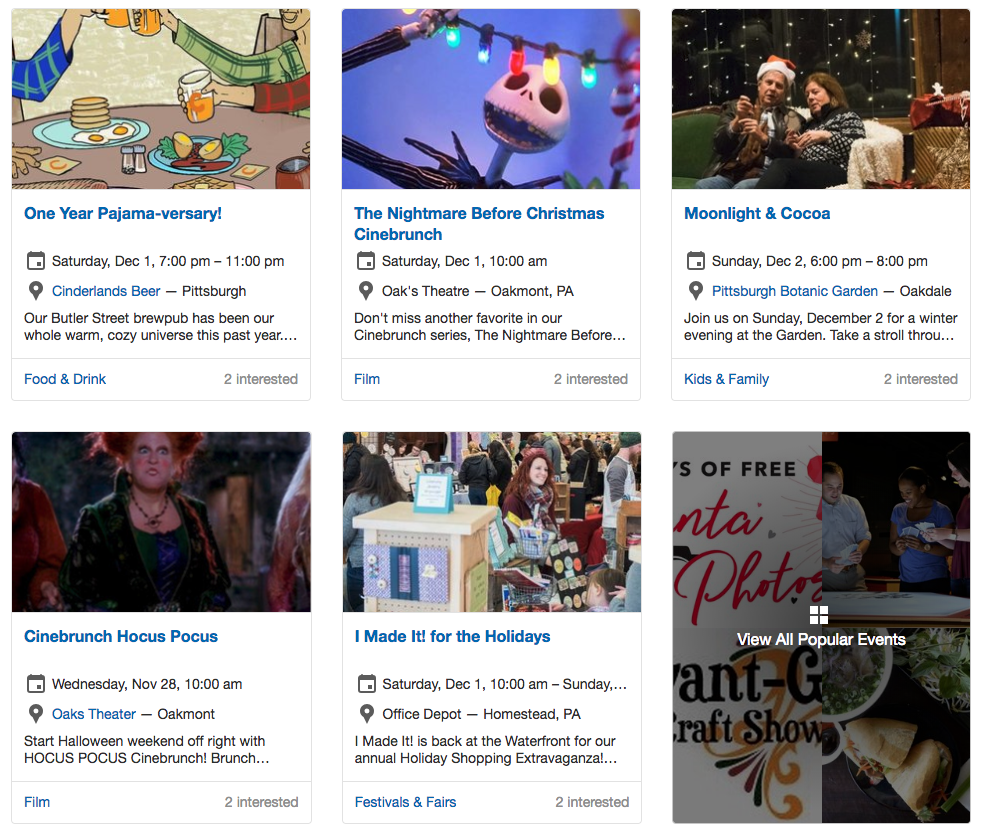 One Year Pajama-versary!
Saturday, Dec 1, 7:00 pm – 11:00 pm
Cinderlands Beer — Pittsburgh
Our Butler Street brewpub has been our
whole warm, cozy universe this past year.…
Food & Drink
2 interested
The Nightmare Before Christmas
Cinebrunch
Saturday, Dec 1, 10:00 am
Oak's Theatre — Oakmont, PA
Don't miss another favorite in our
Cinebrunch series, The Nightmare Before…
Film
2 interested
Moonlight & Cocoa
Sunday, Dec 2, 6:00 pm – 8:00 pm
Pittsburgh Botanic Garden — Oakdale
Join us on Sunday, December 2 for a winter
evening at the Garden. Take a stroll throu…
Kids & Family
2 interested
Cinebrunch Hocus Pocus
Wednesday, Nov 28, 10:00 am
Oaks Theater — Oakmont
Start Halloween weekend off right with
HOCUS POCUS Cinebrunch! Brunch…
Film
2 interested
I Made It! for the Holidays
Saturday, Dec 1, 10:00 am – Sunday,…
Office Depot — Homestead, PA
I Made It! is back at the Waterfront for our
annual Holiday Shopping Extravaganza!…
Festivals & Fairs
2 interested
YS OF FREE
nta
Photos
View All Popular Events
vant-G
Craft Show